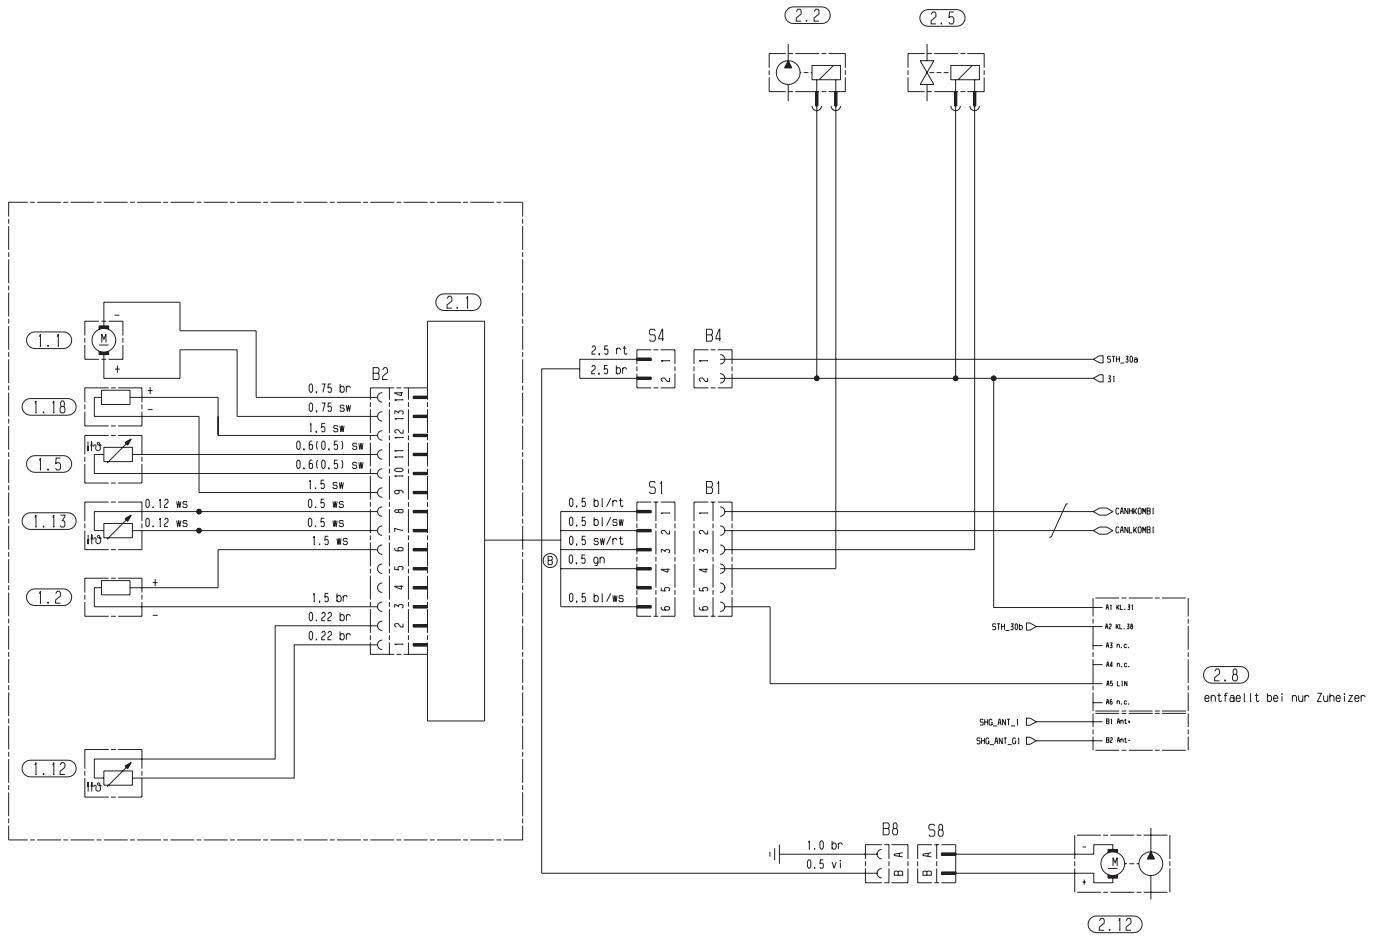 2.2
2.5
2.1
1.1
M
-
+
B2
S4
B4
2,5 rt
1
1
STH_30a
2,5 br
2
2
31
1.18
+
-
0,75 br
14
0,75 sw
13
1,5 sw
12
1.5
0,6(0,5) sw
11
0,6(0,5) sw
10
1.5 sw
9
S1
B1
1.13
0.12 ws
0.5 ws
8
0.12 ws
0.5 ws
7
1.5 ws
6
5
4
0,5 bl/rt
1
1
CANHKOMBI
0,5 bl/sw
2
2
CANLKOMBI
0,5 sw/rt
3
3
B
0,5 gn
4
4
5
5
0,5 bl/ws
6
6
1.2
+
-
1,5 br
3
0.22 br
2
0.22 br
1
A1 KL.31
STH_30b
A2 KL.30
A3 n.c.
A4 n.c.
A5 LIN
A6 n.c.
SHG_ANT_I
B1 Ant+
SHG_ANT_GI
B2 Ant-
2.8
entfaellt bei nur Zuheizer
1.12
B8
S8
1.0 br
A
A
-
0.5 vi
B
B
+
M
2.12